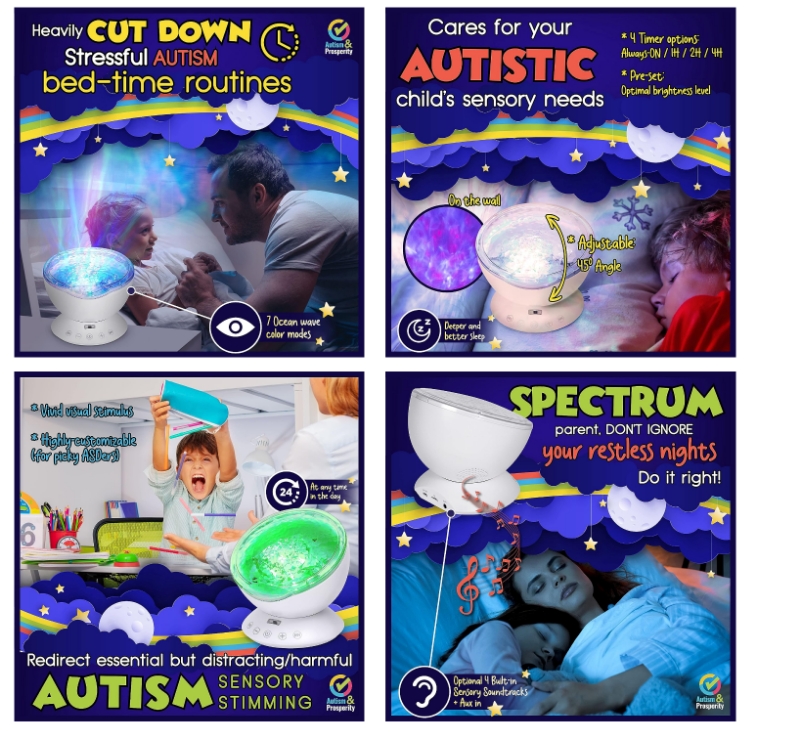 Heavily CUT DOWN
Stressful AUTISM
bed-time routines
Autism &
Prosperity
7 Ocean wave
color modes
Cares for your
AUTISTIC
child's sensory needs
* 4 Timer options:
Always-ON / 1H / 2H / 4H
* Pre-set:
Optimal brightness level
On the wall
* Adjustable
45° Angle
Deeper and
better sleep
* Vivid visual stimulus
* Highly-customizable
(for picky ASDers)
24
At any time
in the day
6
Redirect essential but distracting/harmful
AUTISM SENSORY
STIMMING
Autism &
Prosperity
SPECTRUM
parent, DON'T IGNORE
your restless nights
Do it right!
Optional 4 Built-in
Sensory Soundtracks
+ Aux in
Autism &
Prosperity